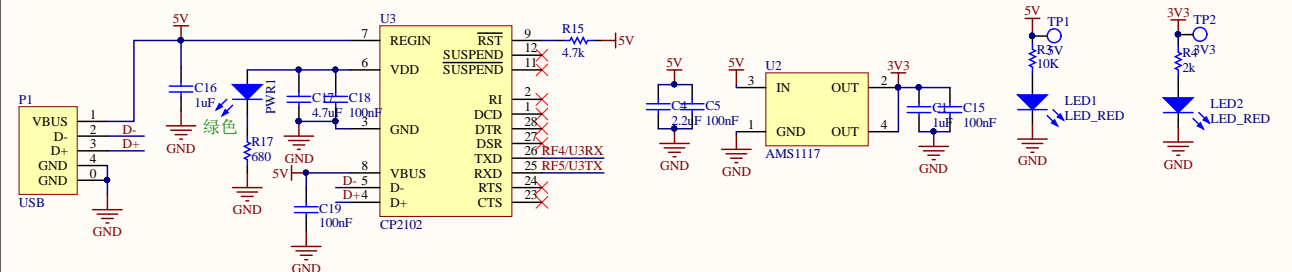 P1
VBUS 1
D- 2 D-
D+ 3 D+
GND 4
GND 0
USB
GND
5V
C16
1uF
GND
绿色
PWR1
R17
680
GND
C17
4.7uF
C18
100nF
GND
5V
C19
100nF
GND
U3
7 REGIN
6 VDD
3 GND
8 VBUS
D- 5 D-
D+ 4 D+
RST 9
SUSPEND 12
SUSPEND 11
RI 2
DCD 1
DTR 28
DSR 27
TXD 26 RF4/U3RX
RXD 25 RF5/U3TX
RTS 24
CTS 23
CP2102
R15
4.7k
5V
5V
C4
2.2uF
C5
100nF
GND
5V
U2
3 IN OUT 2
1 GND OUT 4
AMS1117
GND
3V3
C1
1uF
C15
100nF
GND
5V
TP1
5V
R3
10K
LED1
LED_RED
GND
3V3
TP2
3V3
R4
2k
LED2
LED_RED
GND